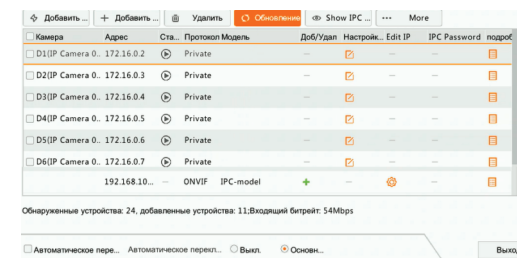 Добавить ... Добавить ... Удалить Обновление Show IPC ... ... More
Камера Адрес Ста... Протокол Модель Доб/Удал Настройк... Edit IP IPC Password подроб
D1(IP Camera 0.. 172.16.0.2 Private — — —
D2(IP Camera 0.. 172.16.0.3 Private — — —
D3(IP Camera 0.. 172.16.0.4 Private — — —
D4(IP Camera 0.. 172.16.0.5 Private — — —
D5(IP Camera 0.. 172.16.0.6 Private — — —
D6(IP Camera 0.. 172.16.0.7 Private — — —
192.168.10... — ONVIF IPC-model + — —
Обнаруженные устройства: 24, добавленные устройства: 11;Входящий битрейт: 54Mbps
Автоматическое пере... Автоматическое перекл... Выкл. Основн... Выхо